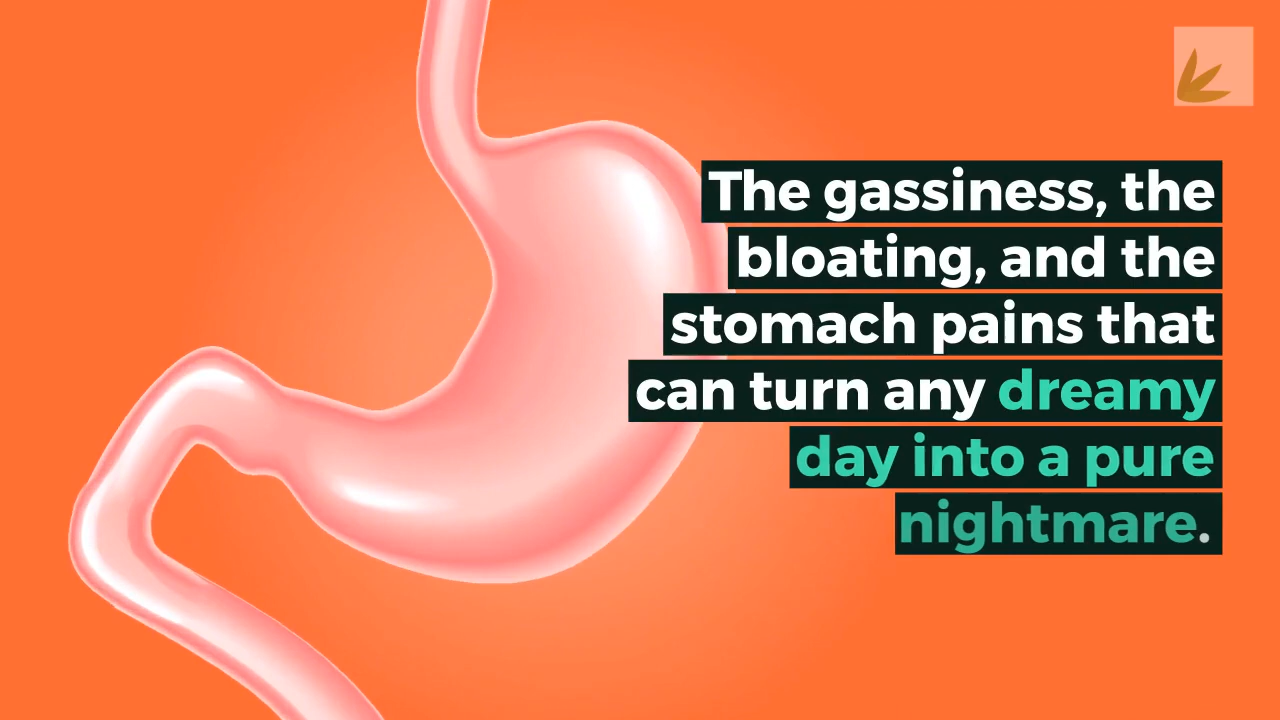 The gassiness, the
bloating, and the
stomach pains that
can turn any dreamy
day into a pure
nightmare.